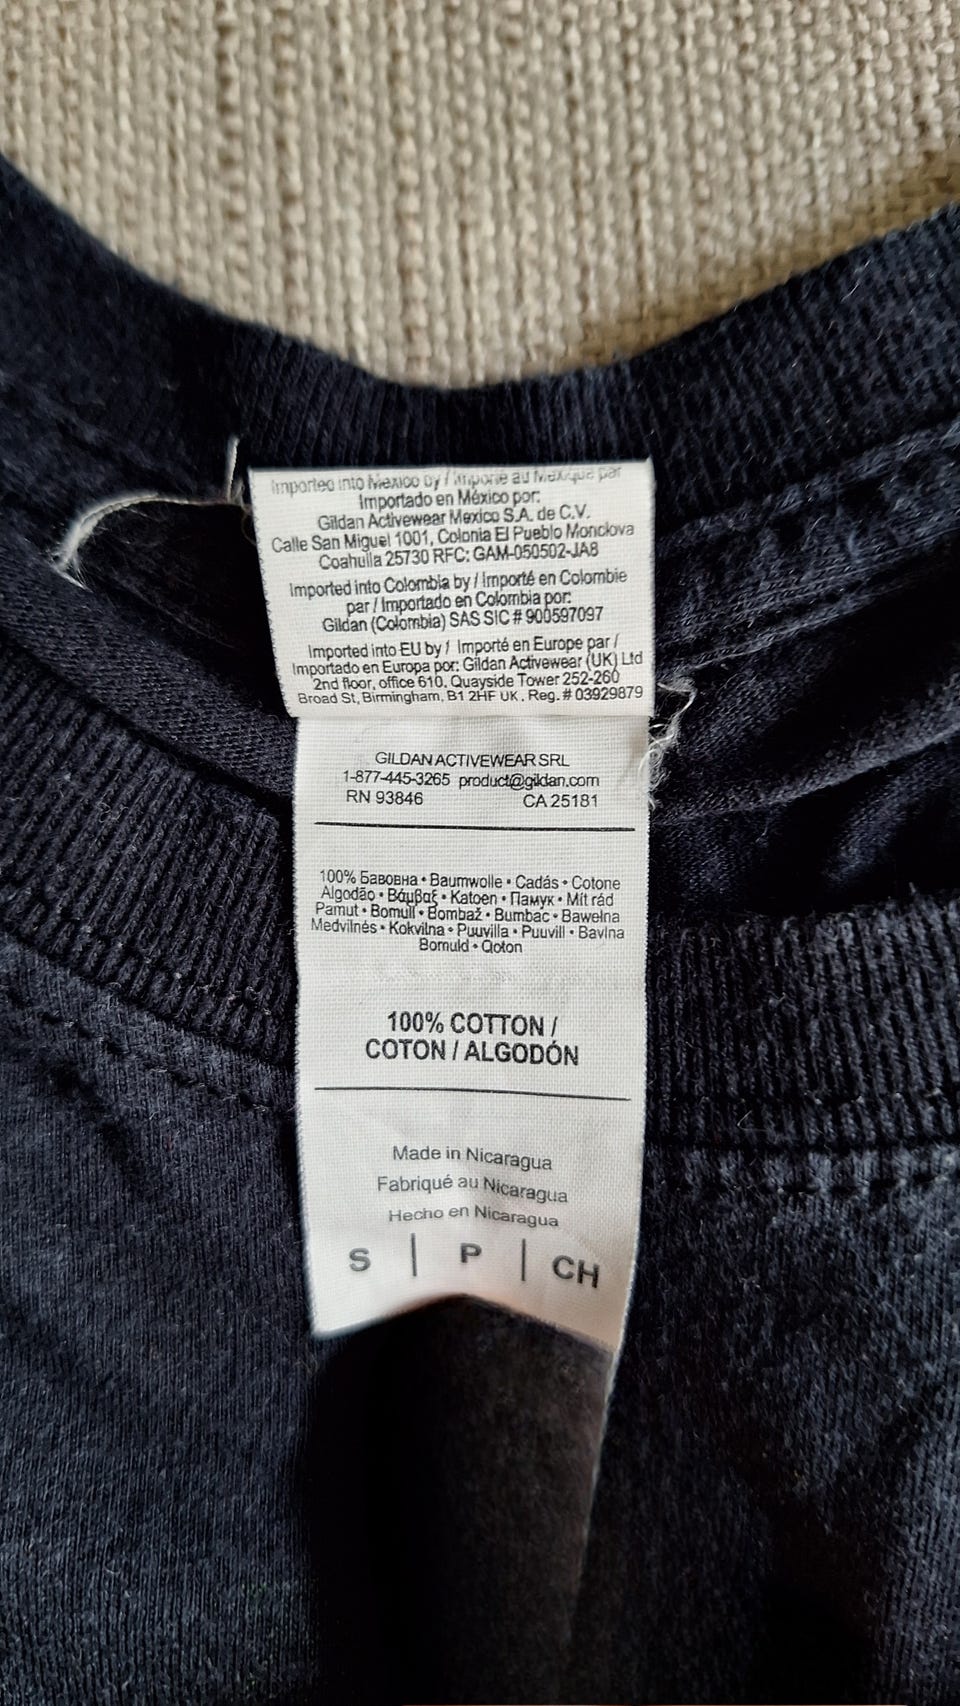 Imported into Mexico by / Importé au Mexique par
Importado en México por:
Gildan Activewear Mexico S.A. de C.V.
Calle San Miguel 1001, Colonia El Pueblo Monclova
Coahuila 25730 RFC: GAM-050502-JA8
Imported into Colombia by / Importé en Colombie
par / Importado en Colombia por:
Gildan (Colombia) SAS SIC # 900597097
Imported into EU by / Importé en Europe par /
Importado en Europa por: Gildan Activewear (UK) Ltd
2nd floor, office 610, Quayside Tower 252-260
Broad St, Birmingham, B1 2HF UK, Reg. # 03929879
GILDAN ACTIVEWEAR SRL
1-877-445-3265 product@gildan.com
RN 93846 CA 25181
100% Бавовна • Baumwolle • Cadás • Cotone
Algodão • Βάμβαξ • Katoen • Памук • Mit rád
Pamut • Bomull • Bombaž • Bumbac • Bawełna
Medvilnés • Kokvilna • Puuvilla • Puuvill • Bavlna
Bomuld • Qoton
100% COTTON /
COTON / ALGODÓN
Made in Nicaragua
Fabriqué au Nicaragua
Hecho en Nicaragua
S | P | CH